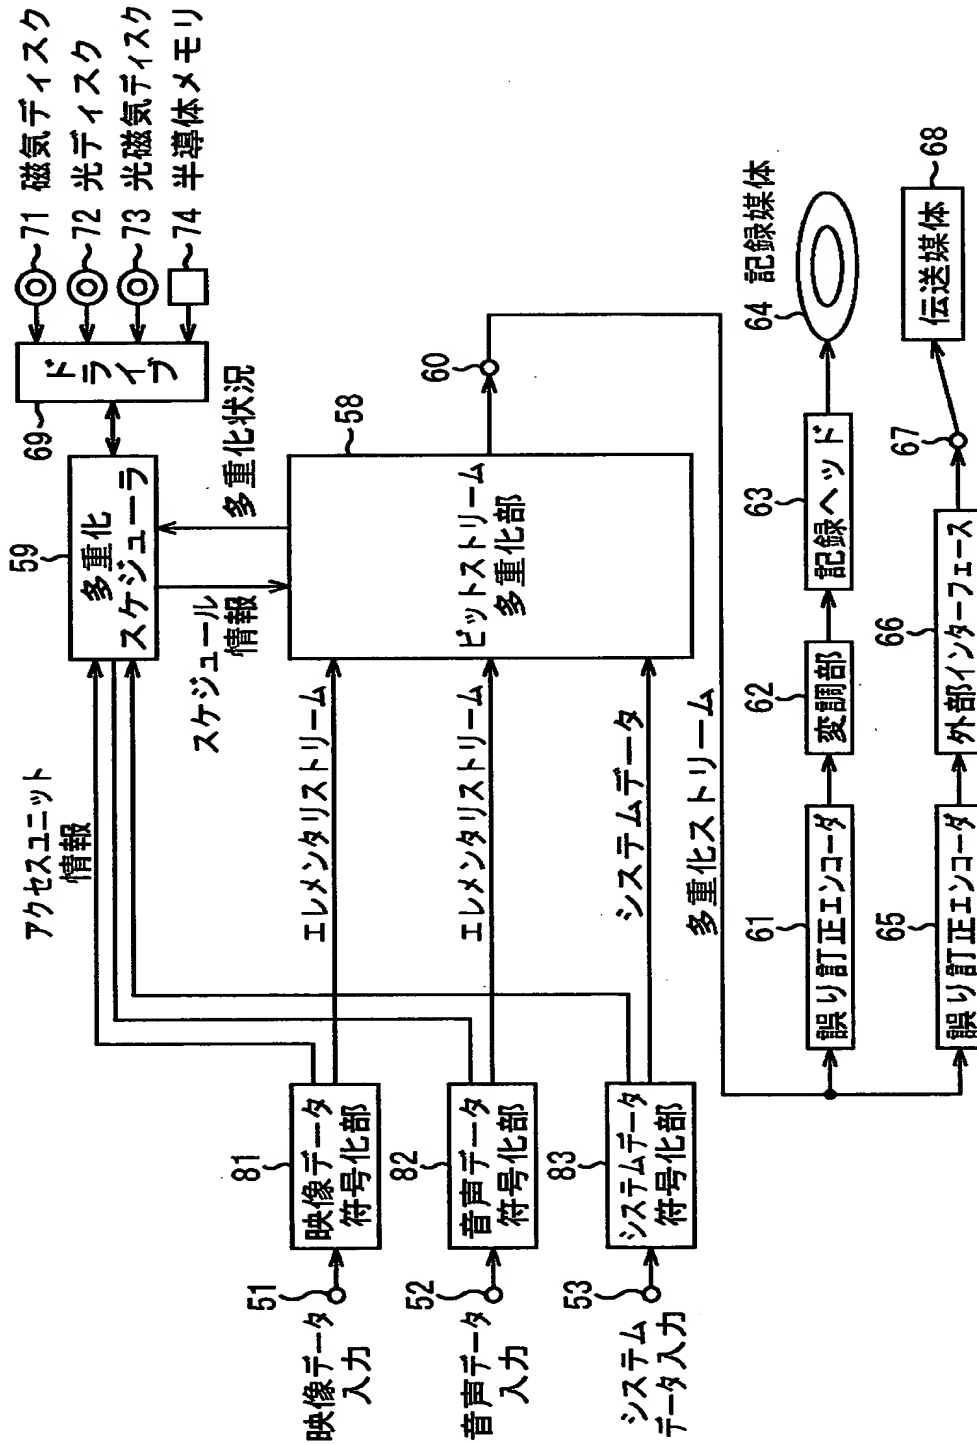 71 磁気ディスク
72 光ディスク
73 光磁気ディスク
74 半導体メモリ
69
ドライブ
59
多重化
スケジューラ
アクセスユニット
情報
スケジュール
情報
多重化状況
58
ビットストリーム
多重化部
60
エレメンタリストリーム
エレメンタリストリーム
システムデータ
多重化ストリーム
81
映像データ
符号化部
51
映像データ
入力
82
音声データ
符号化部
52
音声データ
入力
83
システムデータ
符号化部
53
システム
データ入力
61
誤り訂正エンコーダ
62
変調部
63
記録ヘッド
64 記録媒体
65
誤り訂正エンコーダ
66
外部インターフェース
67
68
伝送媒体